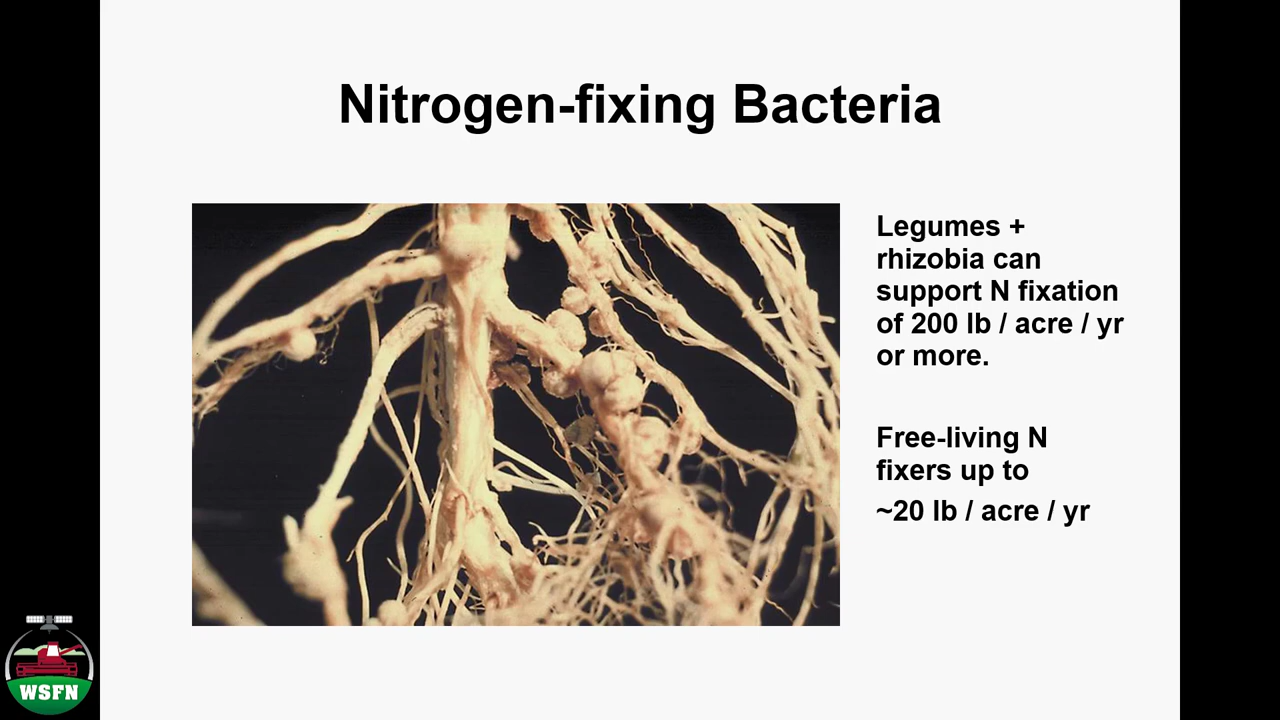 Nitrogen-fixing Bacteria
Legumes +
rhizobia can
support N fixation
of 200 lb / acre / yr
or more.
Free-living N
fixers up to
~20 lb / acre / yr
WSFN